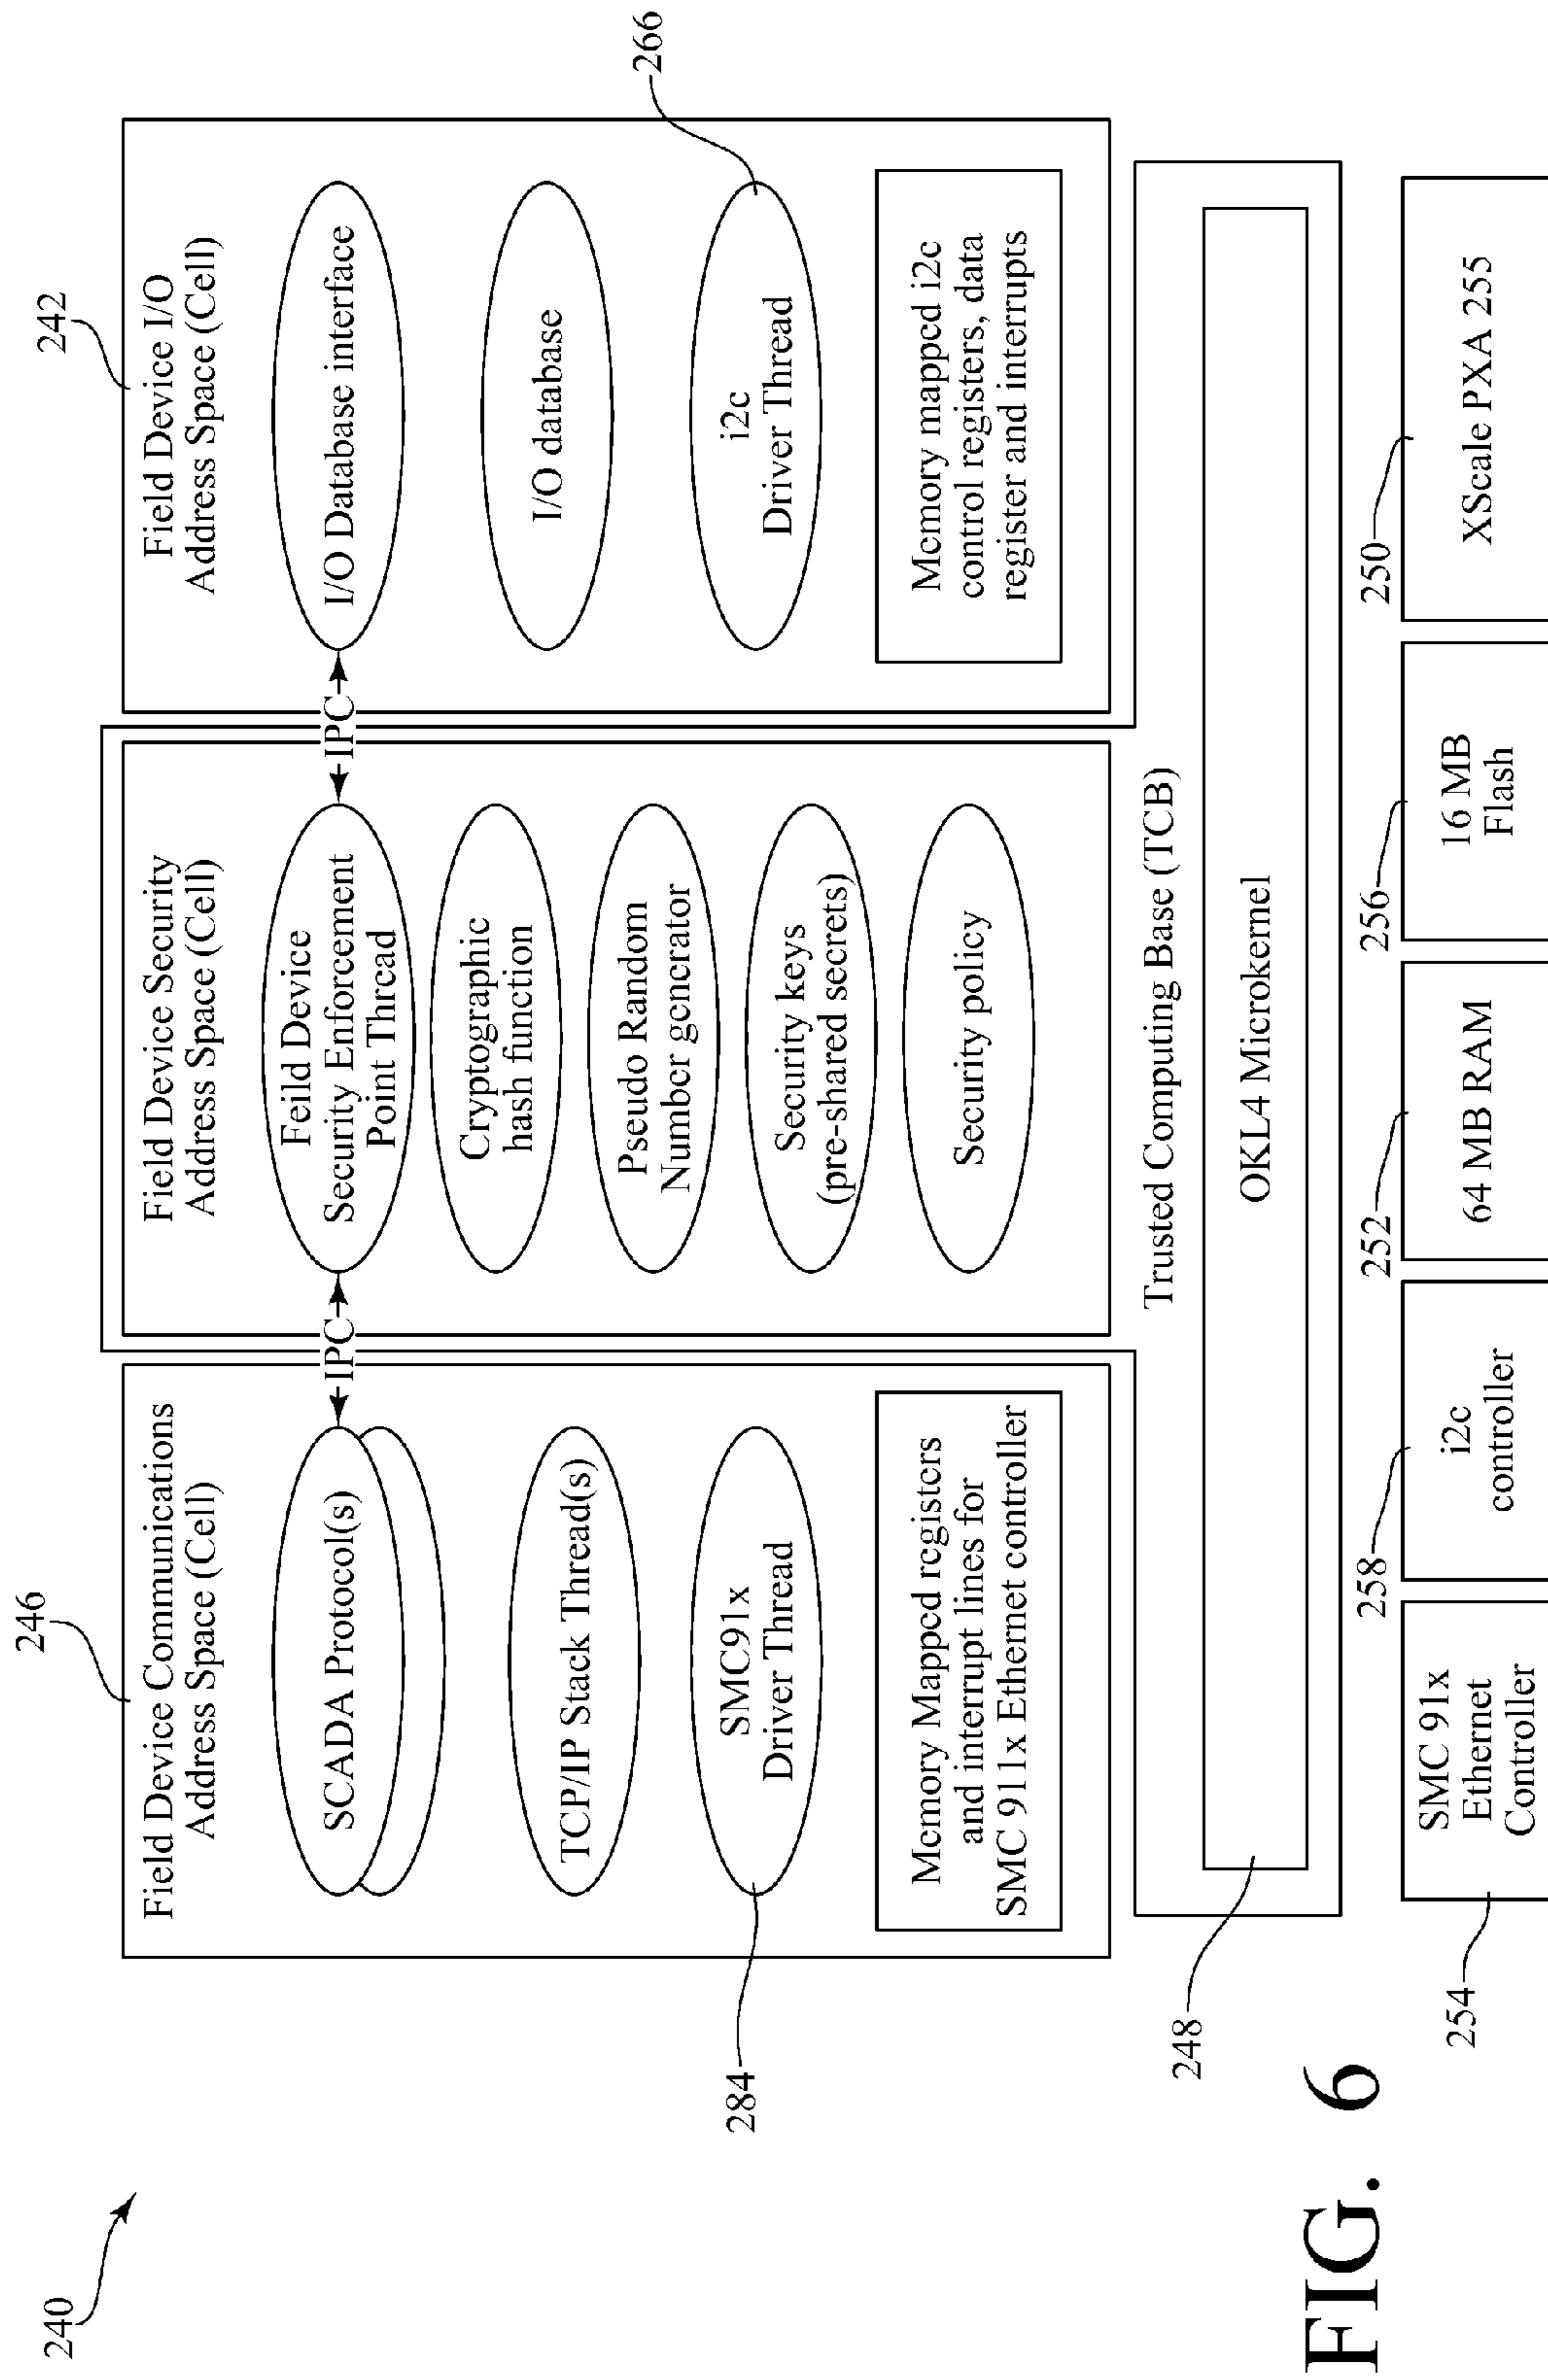 240
246
Field Device Communications
Address Space (Cell)
SCADA Protocol(s)
TCP/IP Stack Thread(s)
SMC91x
Driver Thread
284
Memory Mapped registers
and interrupt lines for
SMC 911x Ethernet controller
IPC
Field Device Security
Address Space (Cell)
Feild Device
Security Enforcement
Point Thread
Cryptographic
hash function
Pseudo Random
Number generator
Security keys
(pre-shared secrets)
Security policy
IPC
242
Field Device I/O
Address Space (Cell)
I/O Database interface
I/O database
i2c
Driver Thread
266
Memory mapped i2c
control registers, data
register and interrupts
Trusted Computing Base (TCB)
OKL4 Microkernel
248
254
SMC 91x
Ethernet
Controller
258
i2c
controller
252
64 MB RAM
256
16 MB
Flash
250
XScale PXA 255
FIG. 6